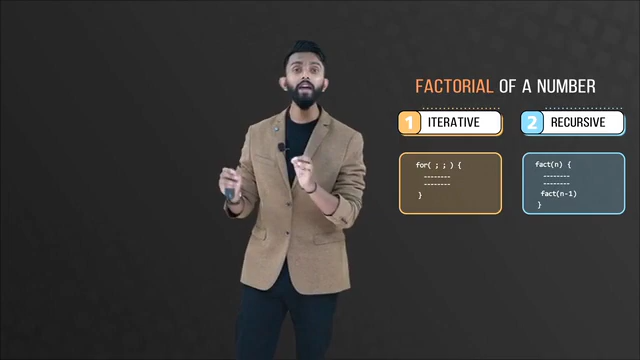 FACTORIAL OF A NUMBER
1 ITERATIVE
2 RECURSIVE
for( ; ; ) {
--------
--------
}
fact(n) {
--------
--------
fact(n-1)
}